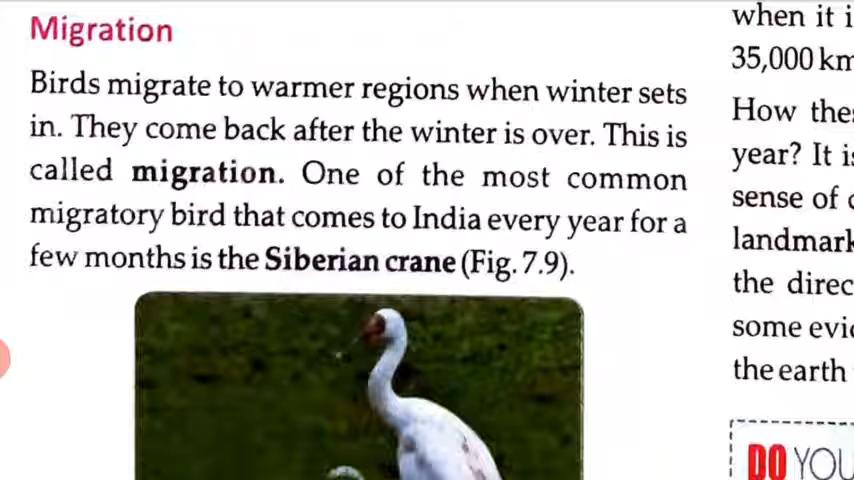 Migration
Birds migrate to warmer regions when winter sets
in. They come back after the winter is over. This is
called migration. One of the most common
migratory bird that comes to India every year for a
few months is the Siberian crane (Fig. 7.9).
when it i
35,000 km
How the
year? It i
sense of
landmark
the direc
some evi
the earth
DO YOU